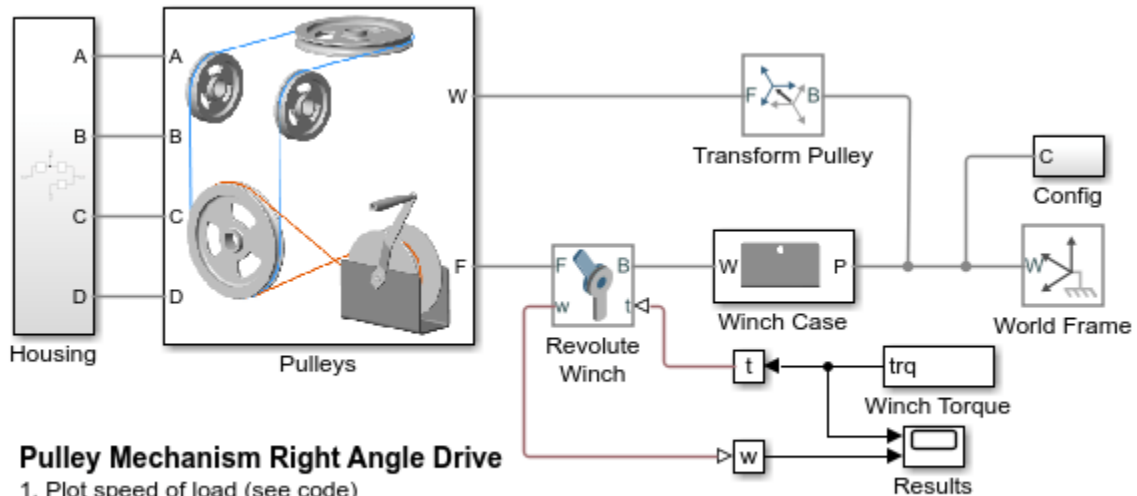 A
A
B
B
C
C
D
D
W
F
Housing
Pulleys
F
B
Transform Pulley
C
Config
F
B
w
t
Revolute
Winch
W
P
Winch Case
W
World Frame
t
trq
Winch Torque
w
Results
Pulley Mechanism Right Angle Drive
1. Plot speed of load (see code)